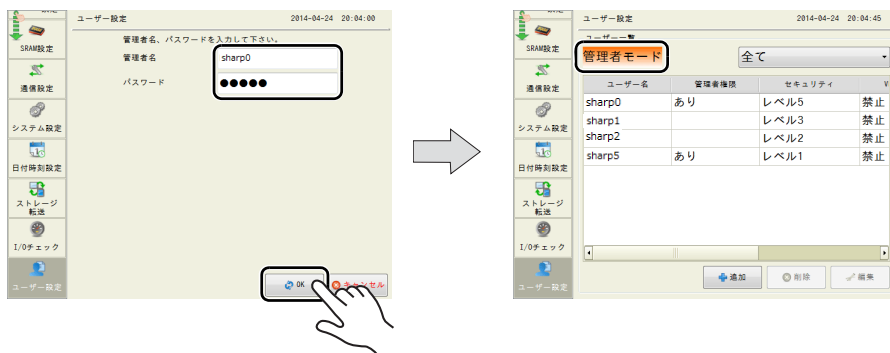 ユーザー設定 2014-04-24 20:04:00
SRAM設定
通信設定
システム設定
日付時刻設定
ストレージ
転送
I/Oチェック
ユーザー設定
管理者名、パスワードを入力して下さい。
管理者名 sharp0
パスワード ●●●●●
OK キャンセル
ユーザー設定 2014-04-24 20:04:45
SRAM設定
通信設定
システム設定
日付時刻設定
ストレージ
転送
I/Oチェック
ユーザー設定
ユーザー一覧
管理者モード 全て
ユーザー名 管理者権限 セキュリティ
sharp0 あり レベル5 禁止
sharp1 レベル3 禁止
sharp2 レベル2 禁止
sharp5 あり レベル1 禁止
追加 削除 編集